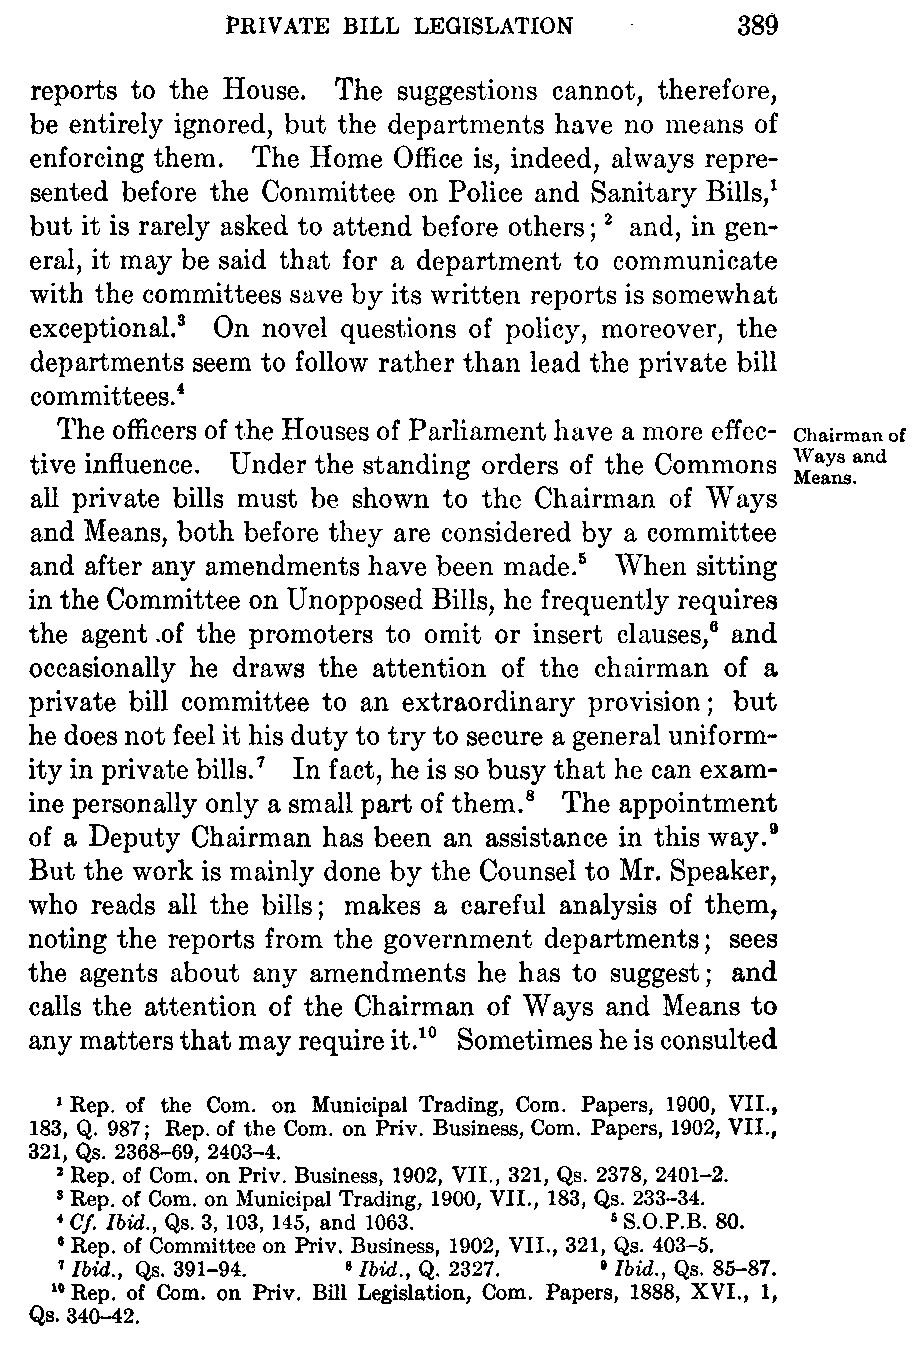 PRIVATE BILL LEGISLATION 389
reports to the House. The suggestions cannot, therefore,
be entirely ignored, but the departments have no means of
enforcing them. The Home Office is, indeed, always repre-
sented before the Committee on Police and Sanitary Bills,¹
but it is rarely asked to attend before others; ² and, in gen-
eral, it may be said that for a department to communicate
with the committees save by its written reports is somewhat
exceptional.³ On novel questions of policy, moreover, the
departments seem to follow rather than lead the private bill
committees.⁴
The officers of the Houses of Parliament have a more effec-
tive influence. Under the standing orders of the Commons
all private bills must be shown to the Chairman of Ways
and Means, both before they are considered by a committee
and after any amendments have been made.⁵ When sitting
in the Committee on Unopposed Bills, he frequently requires
the agent of the promoters to omit or insert clauses,⁶ and
occasionally he draws the attention of the chairman of a
private bill committee to an extraordinary provision; but
he does not feel it his duty to try to secure a general uniform-
ity in private bills.⁷ In fact, he is so busy that he can exam-
ine personally only a small part of them.⁸ The appointment
of a Deputy Chairman has been an assistance in this way.⁹
But the work is mainly done by the Counsel to Mr. Speaker,
who reads all the bills; makes a careful analysis of them,
noting the reports from the government departments; sees
the agents about any amendments he has to suggest; and
calls the attention of the Chairman of Ways and Means to
any matters that may require it.¹⁰ Sometimes he is consulted
Chairman of
Ways and
Means.
¹ Rep. of the Com. on Municipal Trading, Com. Papers, 1900, VII.,
183, Q. 987; Rep. of the Com. on Priv. Business, Com. Papers, 1902, VII.,
321, Qs. 2368–69, 2403–4.
² Rep. of Com. on Priv. Business, 1902, VII., 321, Qs. 2378, 2401–2.
³ Rep. of Com. on Municipal Trading, 1900, VII., 183, Qs. 233–34.
⁴ Cf. Ibid., Qs. 3, 103, 145, and 1063. ⁵ S.O.P.B. 80.
⁶ Rep. of Committee on Priv. Business, 1902, VII., 321, Qs. 403–5.
⁷ Ibid., Qs. 391–94. ⁸ Ibid., Q. 2327. ⁹ Ibid., Qs. 85–87.
¹⁰ Rep. of Com. on Priv. Bill Legislation, Com. Papers, 1888, XVI., 1,
Qs. 340–42.